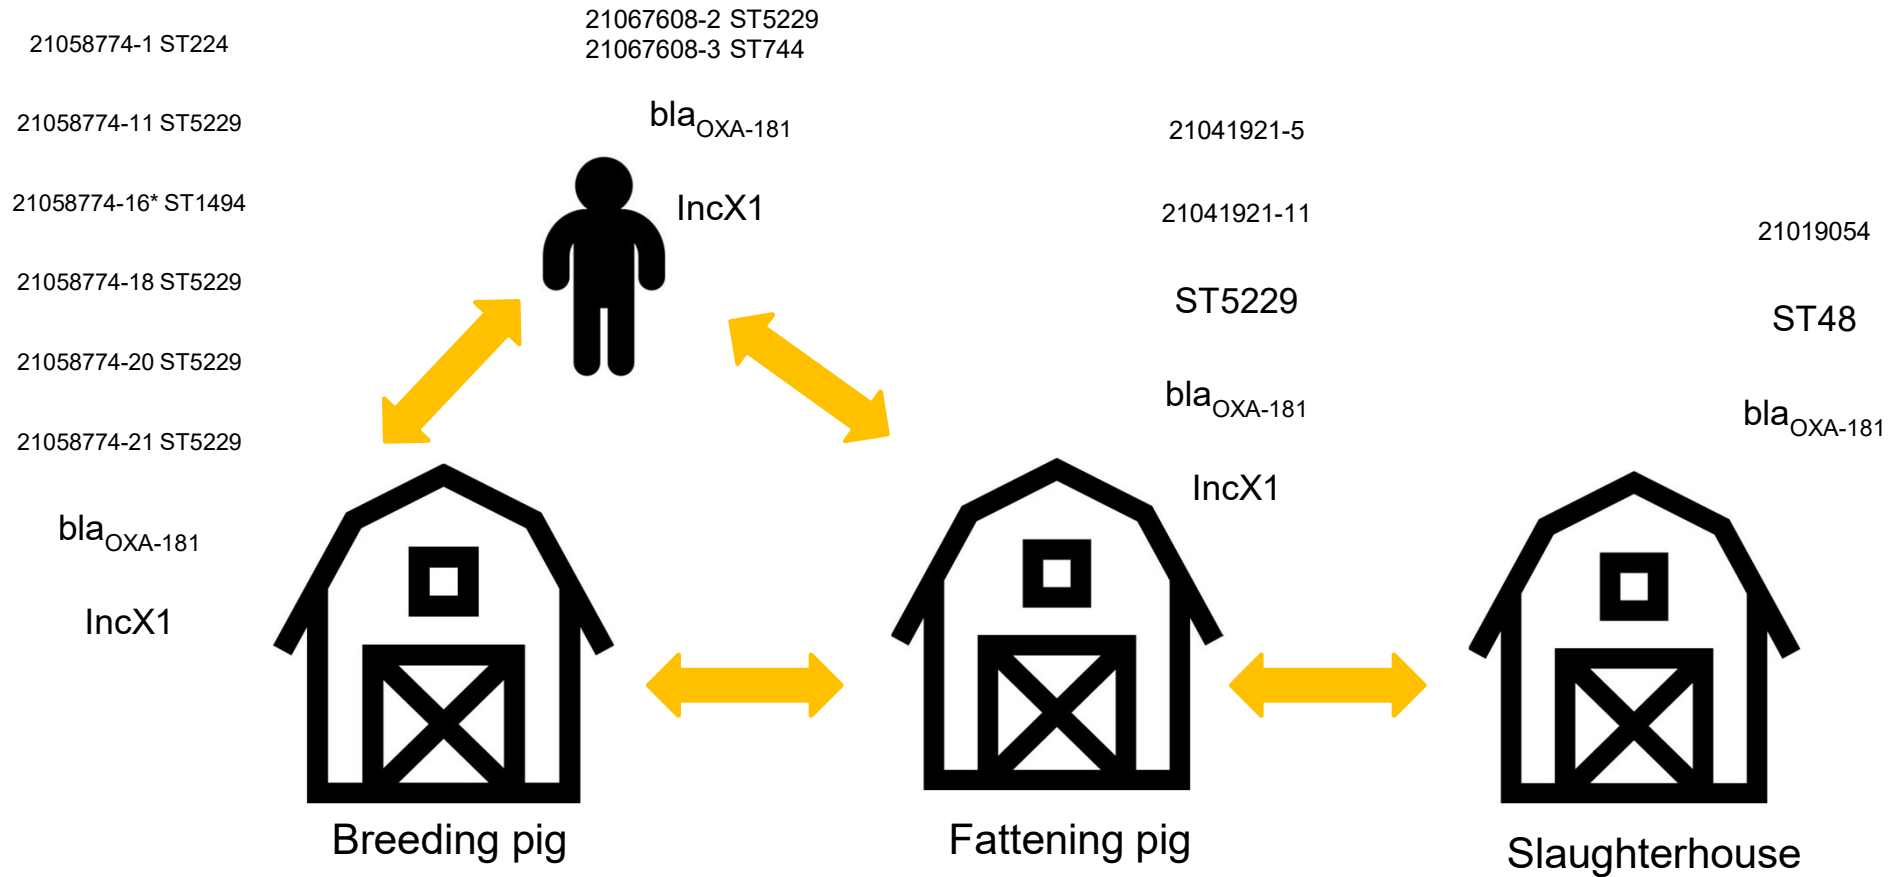 21058774-1 ST224
21058774-11 ST5229
21058774-16* ST1494
21058774-18 ST5229
21058774-20 ST5229
21058774-21 ST5229
blaOXA-181
IncX1
21067608-2 ST5229
21067608-3 ST744
blaOXA-181
IncX1
21041921-5
21041921-11
ST5229
blaOXA-181
IncX1
21019054
ST48
blaOXA-181
Breeding pig
Fattening pig
Slaughterhouse